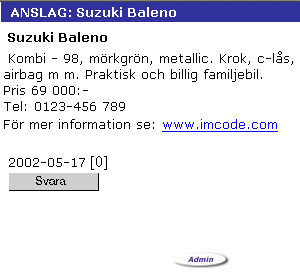 ANSLAG: Suzuki Baleno
Suzuki Baleno
Kombi - 98, mörkgrön, metallic. Krok, c-lås,
airbag m m. Praktisk och billig familjebil.
Pris 69 000:-
Tel: 0123-456 789
För mer information se: www.imcode.com
2002-05-17 [0]
Svara
Admin